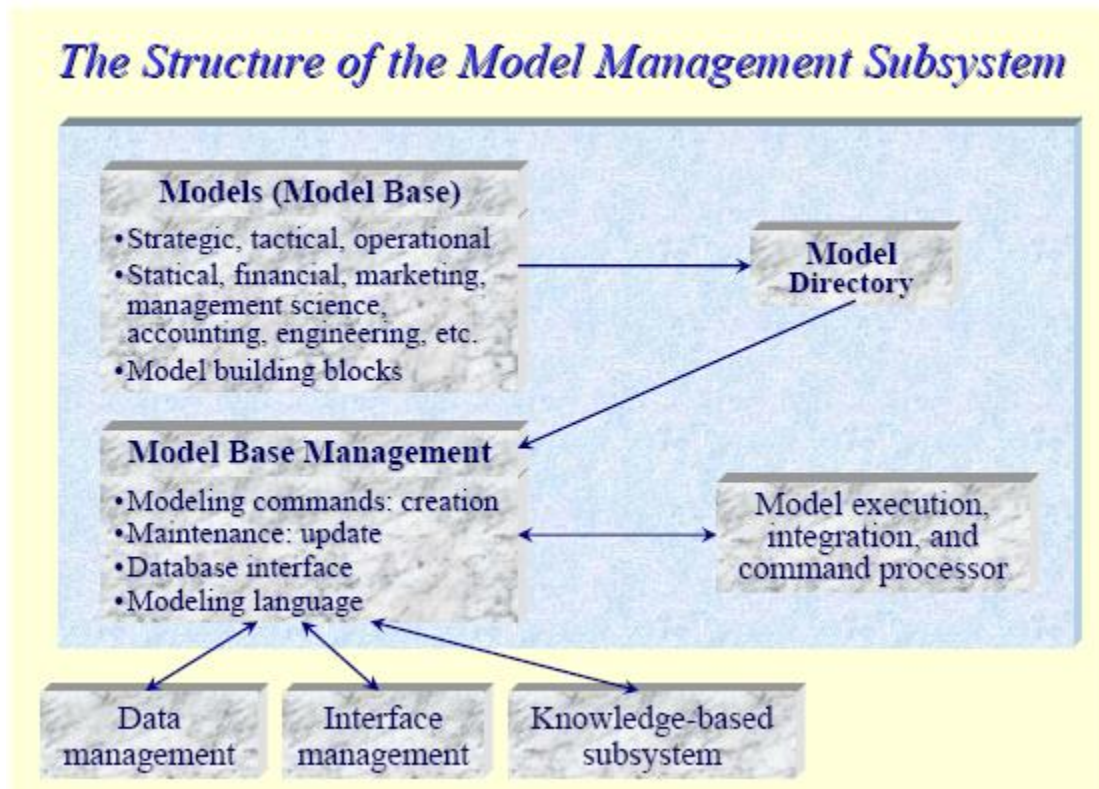 The Structure of the Model Management Subsystem
Models (Model Base)
•Strategic, tactical, operational
•Statical, financial, marketing,
management science,
accounting, engineering, etc.
•Model building blocks
Model
Directory
Model Base Management
•Modeling commands: creation
•Maintenance: update
•Database interface
•Modeling language
Model execution,
integration, and
command processor
Data
management
Interface
management
Knowledge-based
subsystem